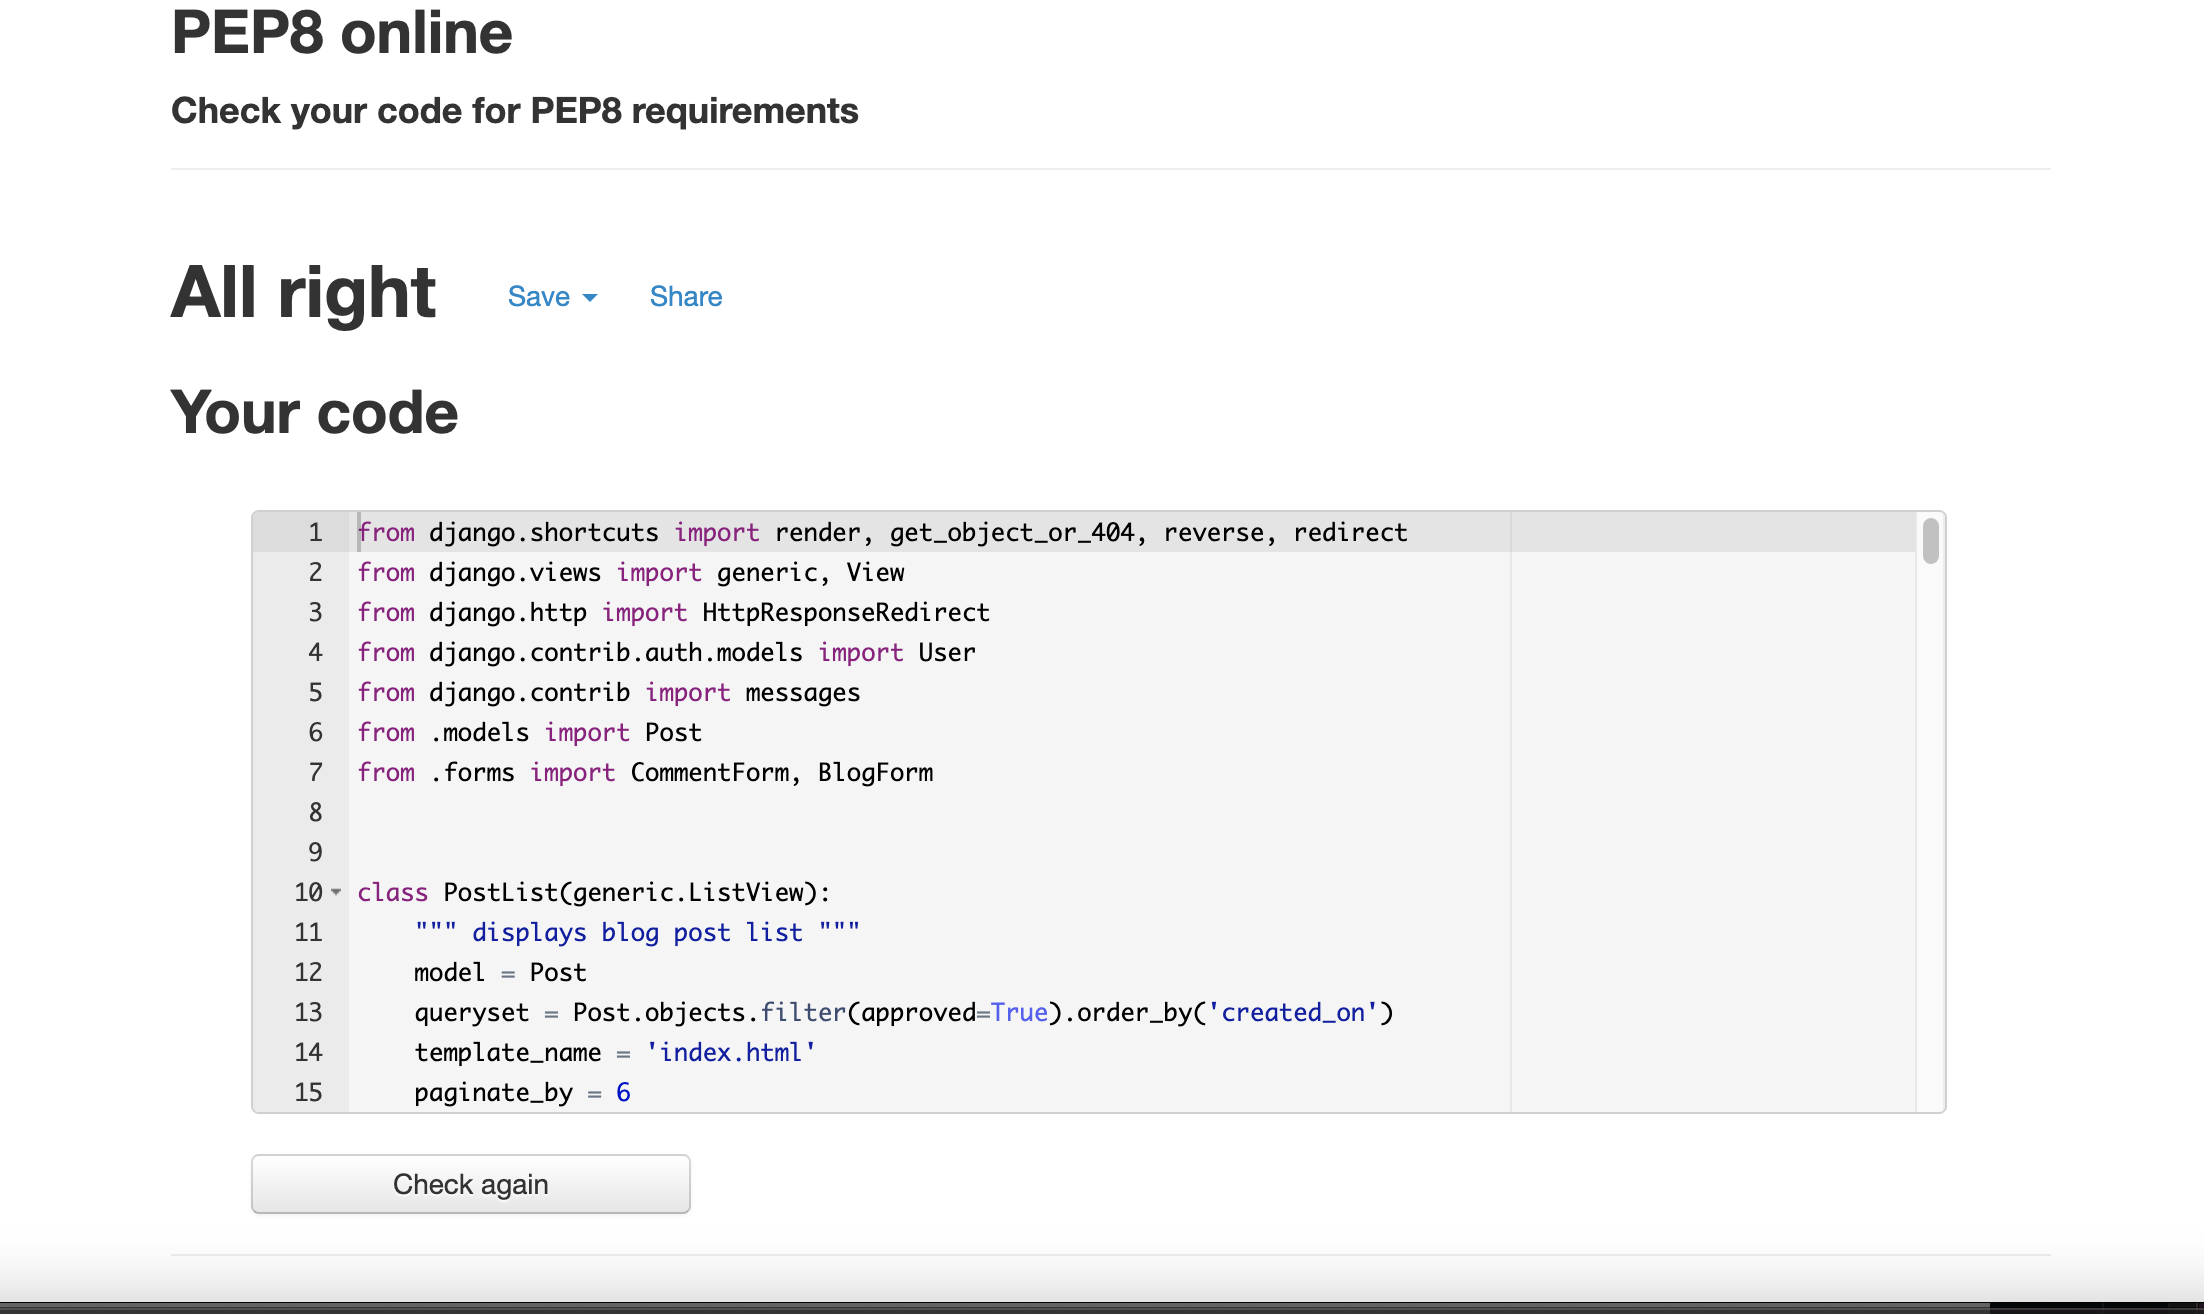 PEP8 online
Check your code for PEP8 requirements
All right Save Share
Your code
1 from django.shortcuts import render, get_object_or_404, reverse, redirect
2 from django.views import generic, View
3 from django.http import HttpResponseRedirect
4 from django.contrib.auth.models import User
5 from django.contrib import messages
6 from .models import Post
7 from .forms import CommentForm, BlogForm
8
9
10 class PostList(generic.ListView):
11     """ displays blog post list """
12     model = Post
13     queryset = Post.objects.filter(approved=True).order_by('created_on')
14     template_name = 'index.html'
15     paginate_by = 6
Check again